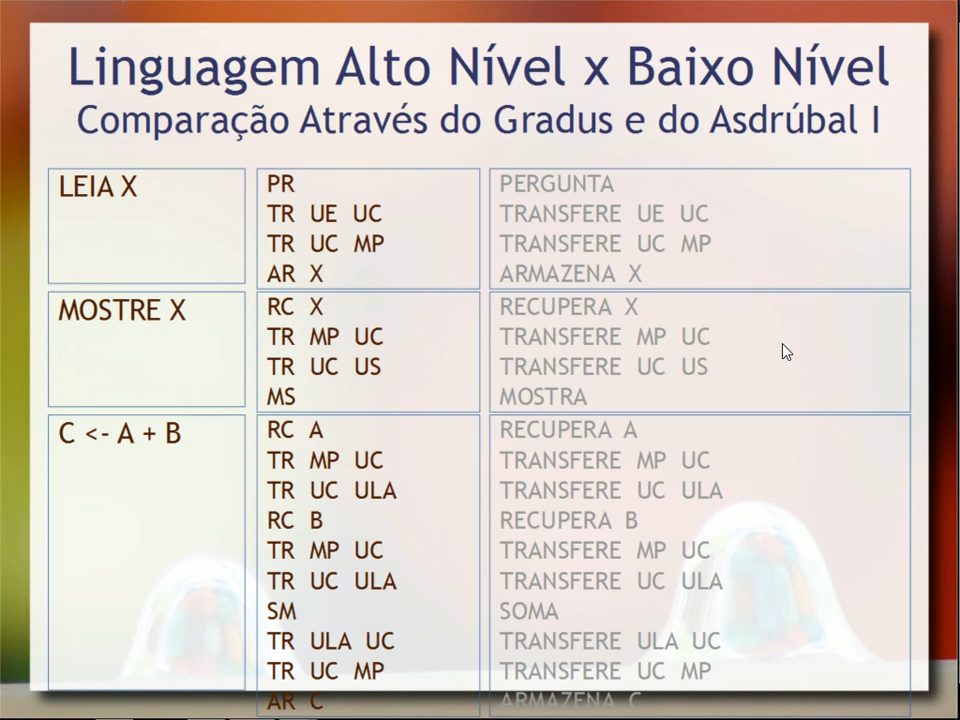 Linguagem Alto Nível x Baixo Nível
Comparação Através do Gradus e do Asdrúbal I
LEIA X
PR
TR UE UC
TR UC MP
AR X
PERGUNTA
TRANSFERE UE UC
TRANSFERE UC MP
ARMAZENA X
MOSTRE X
RC X
TR MP UC
TR UC US
MS
RECUPERA X
TRANSFERE MP UC
TRANSFERE UC US
MOSTRA
C <- A + B
RC A
TR MP UC
TR UC ULA
RC B
TR MP UC
TR UC ULA
SM
TR ULA UC
TR UC MP
AR C
RECUPERA A
TRANSFERE MP UC
TRANSFERE UC ULA
RECUPERA B
TRANSFERE MP UC
TRANSFERE UC ULA
SOMA
TRANSFERE ULA UC
TRANSFERE UC MP
ARMAZENA C